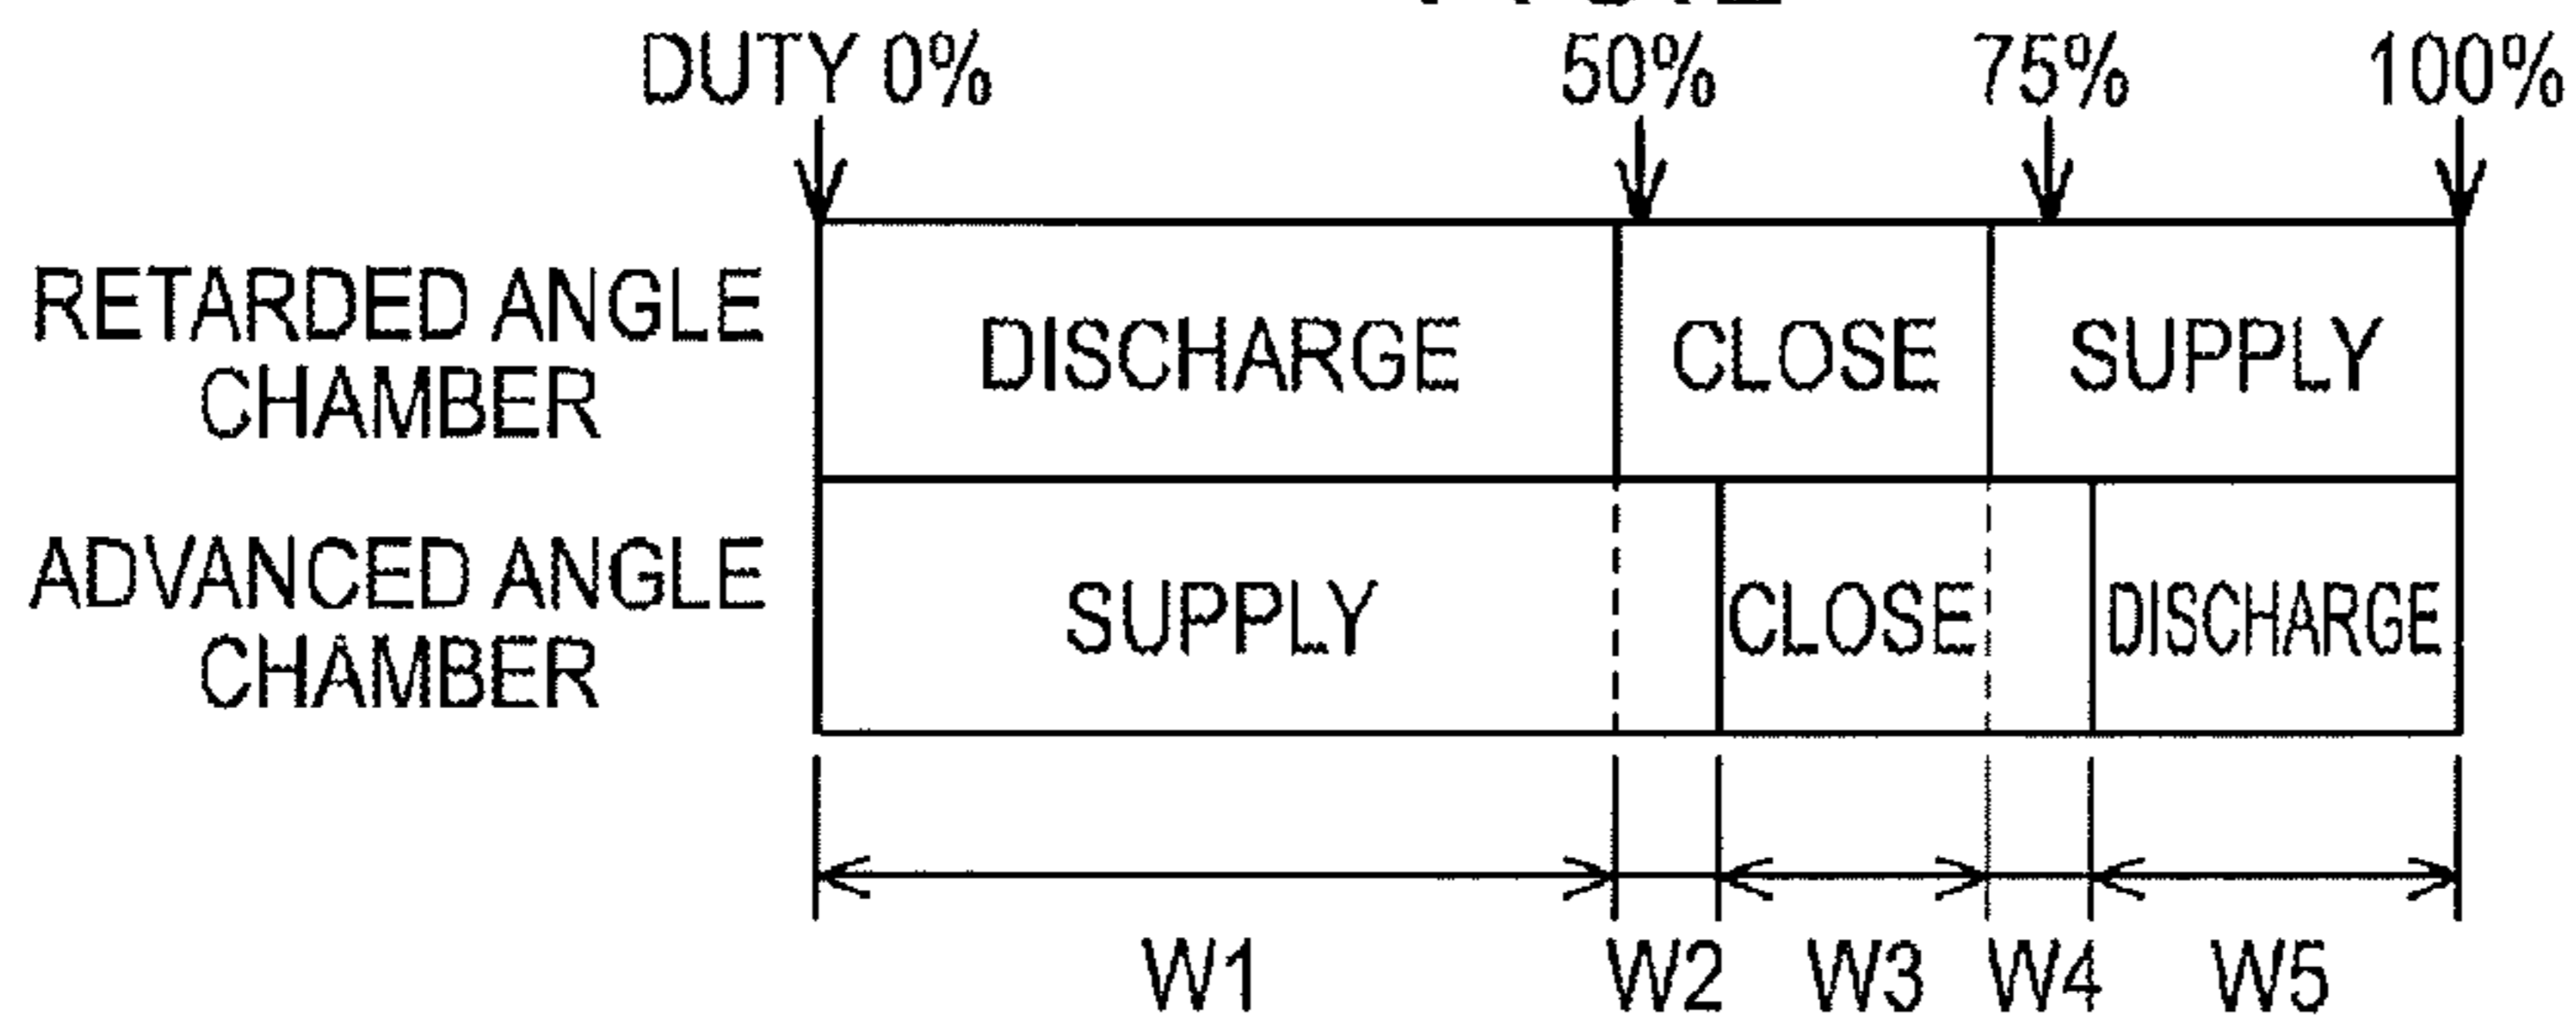 DUTY 0% 50% 75% 100%
RETARDED ANGLE
CHAMBER
DISCHARGE CLOSE SUPPLY
ADVANCED ANGLE
CHAMBER
SUPPLY CLOSE DISCHARGE
W1 W2 W3 W4 W5